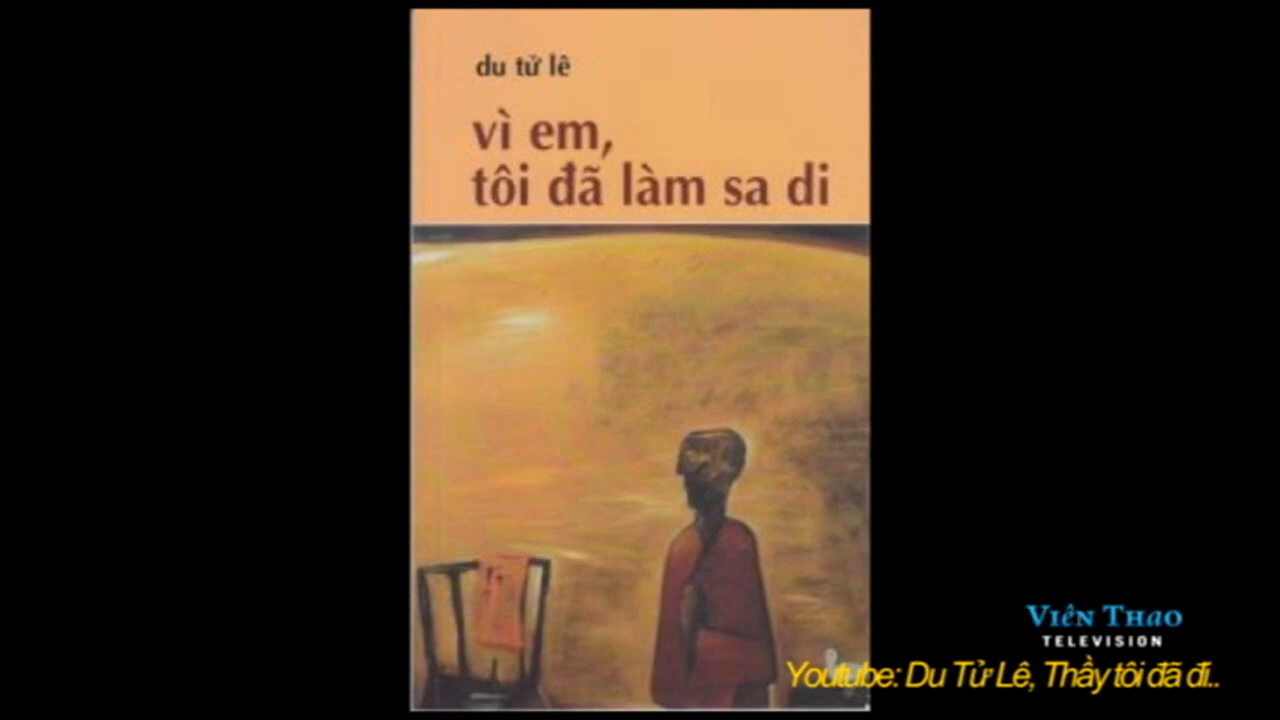 du tử lê
vì em,
tôi đã làm sa di
Viên Thao
TELEVISION
Youtube: Du Tử Lê, Thầy tôi đã đi..